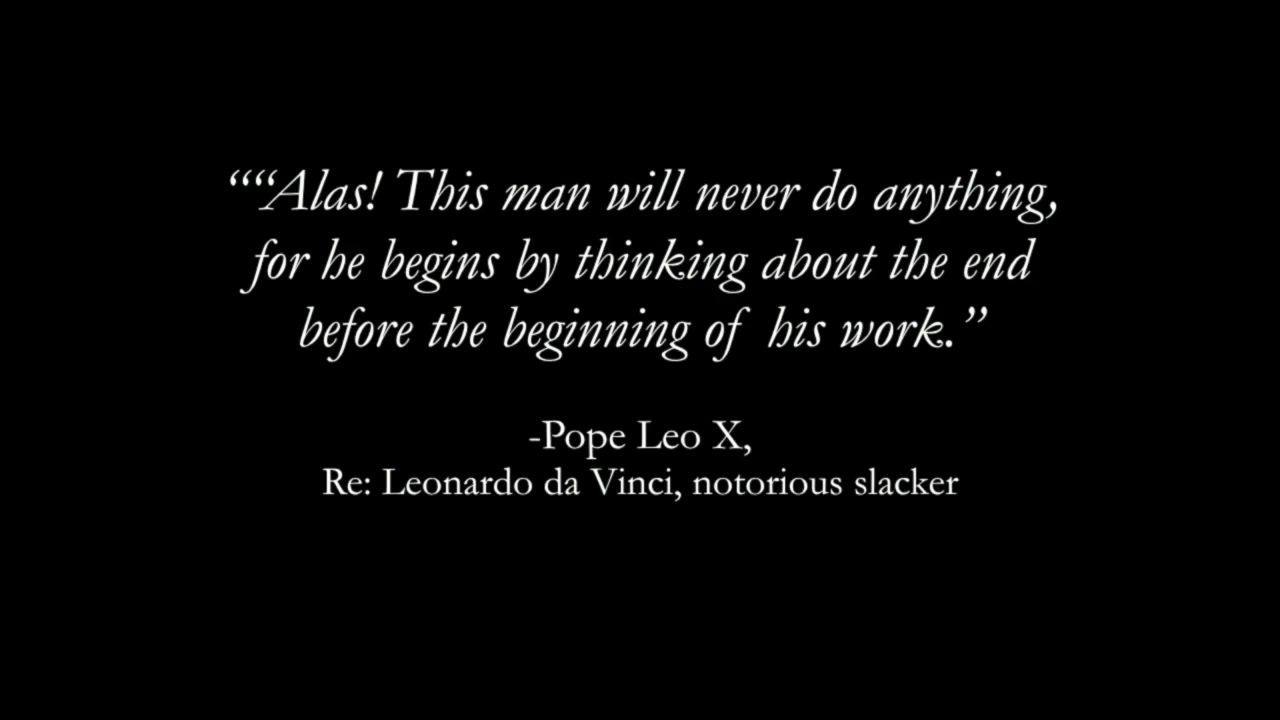 ““Alas! This man will never do anything,
for he begins by thinking about the end
before the beginning of his work.”
-Pope Leo X,
Re: Leonardo da Vinci, notorious slacker